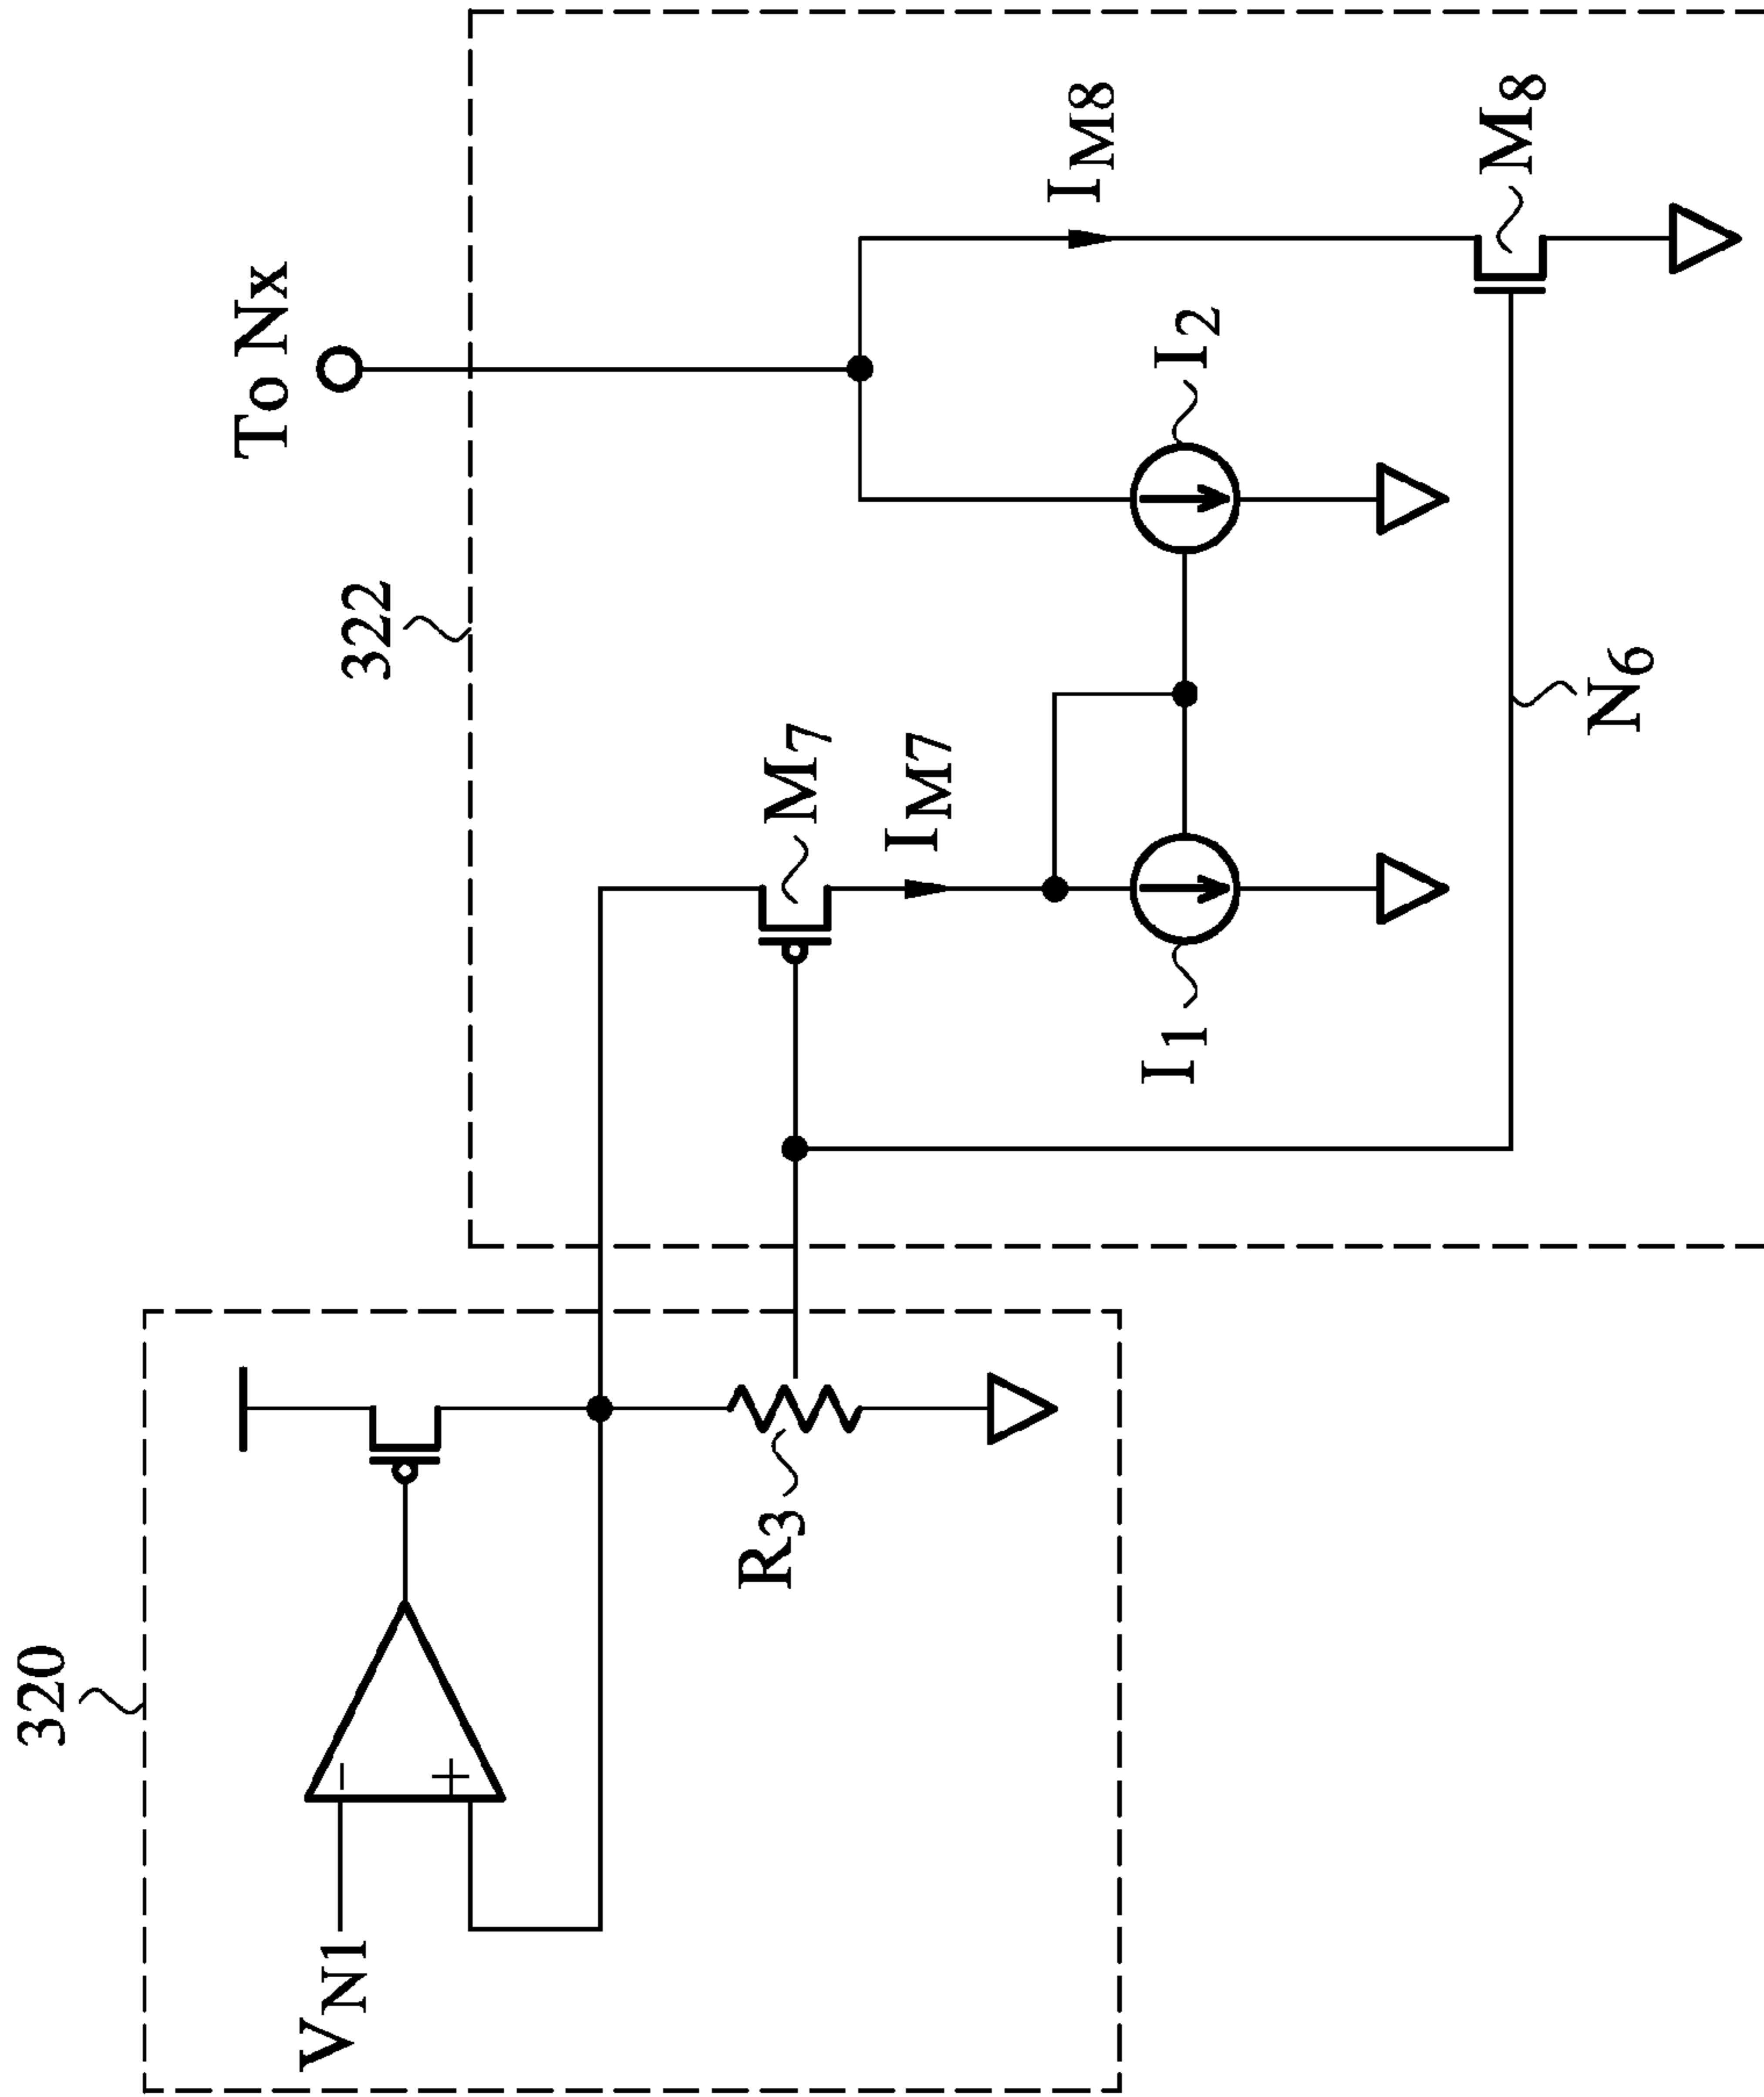 320
V_N1
−
+
R_3
322
To Nx
M_7
I_M7
I_1
I_2
I_M8
M_8
N_6